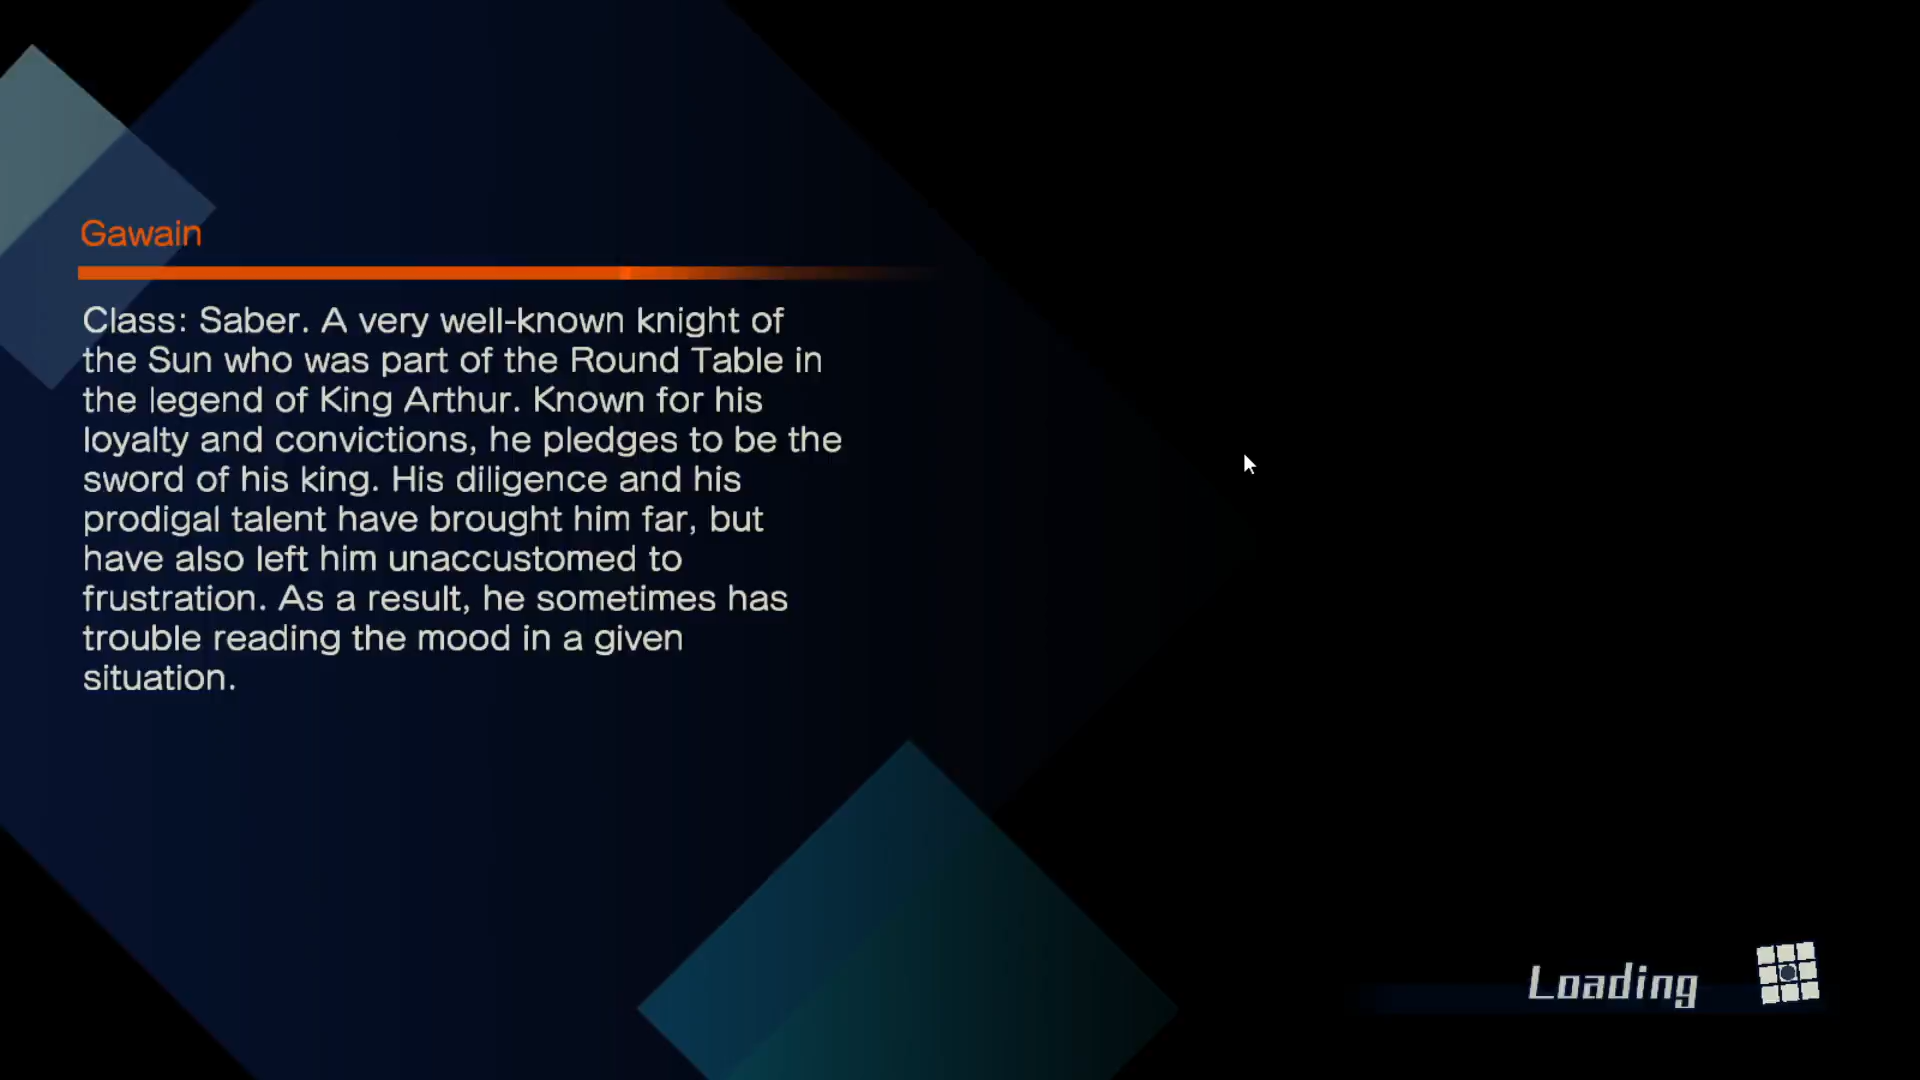 Gawain
Class: Saber. A very well-known knight of
the Sun who was part of the Round Table in
the legend of King Arthur. Known for his
loyalty and convictions, he pledges to be the
sword of his king. His diligence and his
prodigal talent have brought him far, but
have also left him unaccustomed to
frustration. As a result, he sometimes has
trouble reading the mood in a given
situation.
Loading